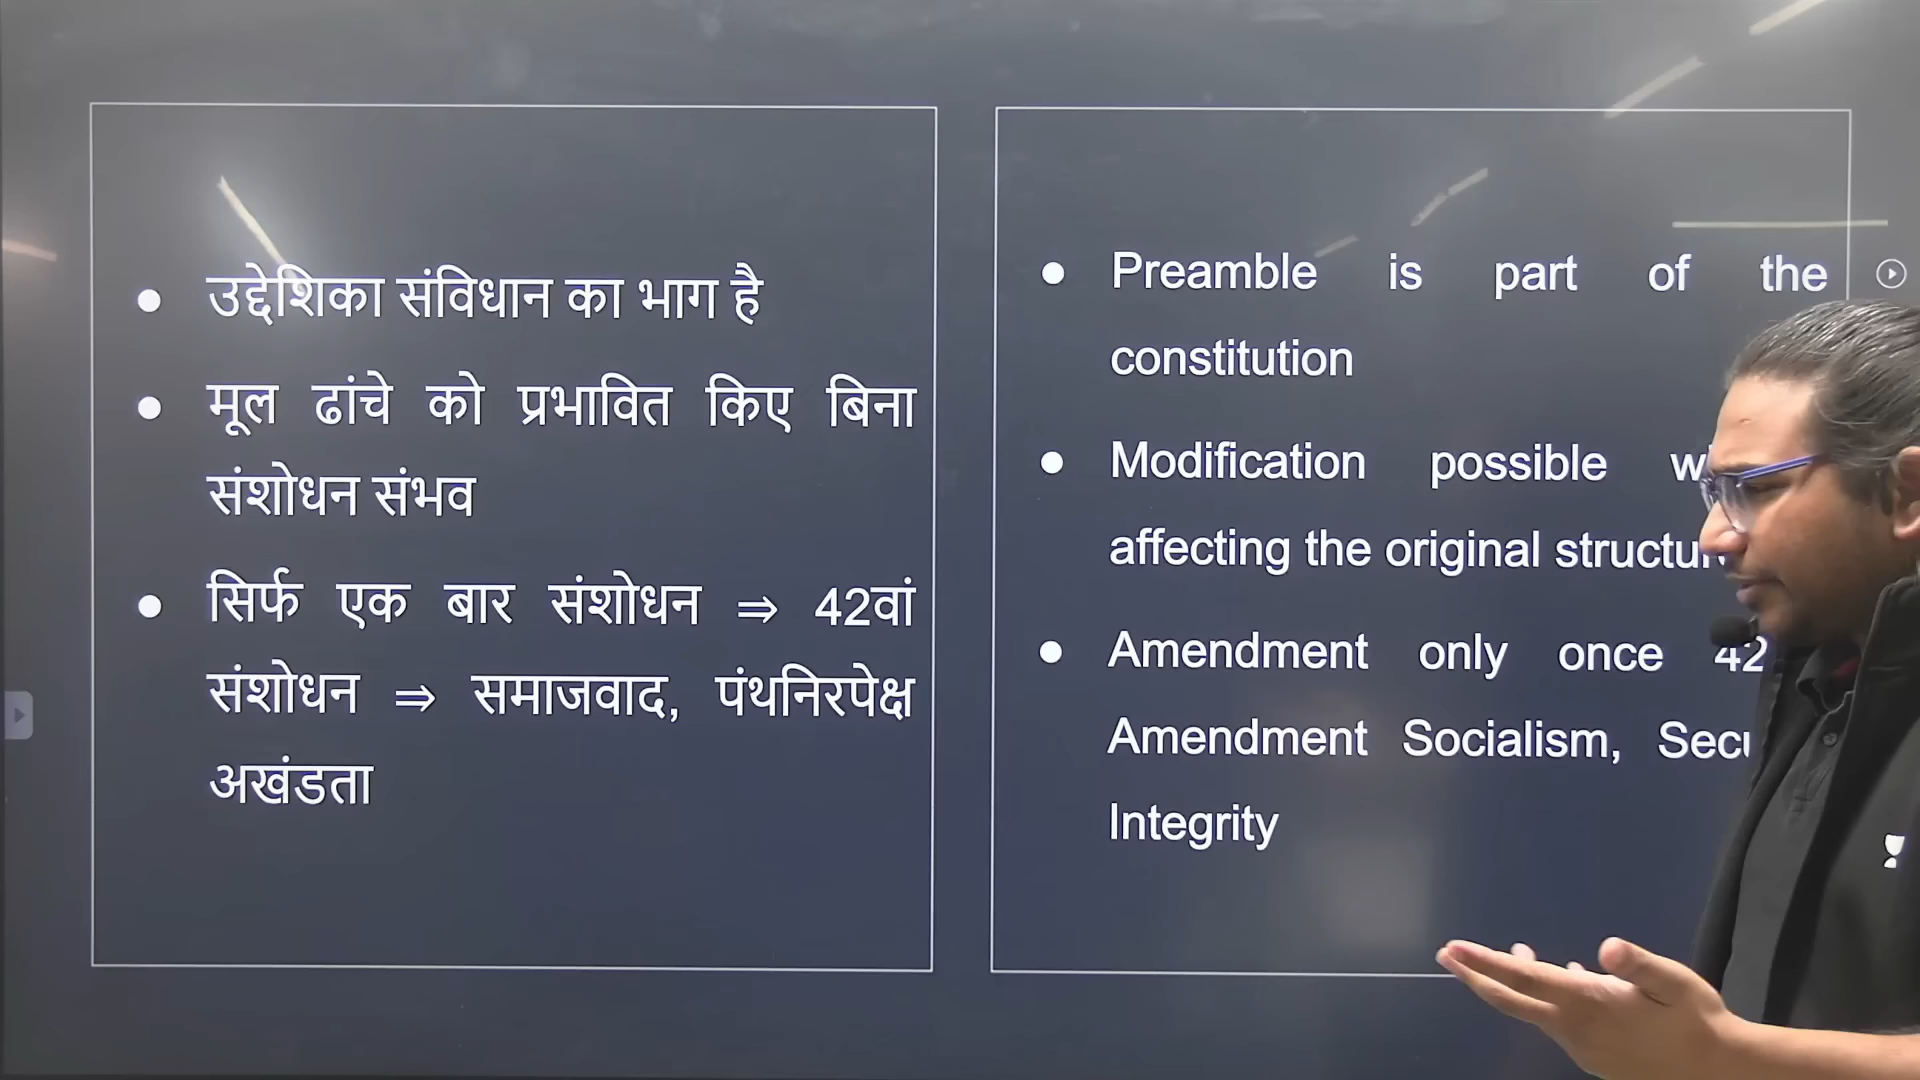 उद्देशिका संविधान का भाग है
मूल ढांचे को प्रभावित किए बिना
संशोधन संभव
सिर्फ एक बार संशोधन ⇒ 42वां
संशोधन ⇒ समाजवाद, पंथनिरपेक्ष
अखंडता
Preamble is part of the
constitution
Modification possible
affecting the original
Amendment only once 42
Amendment Socialism,
Integrity